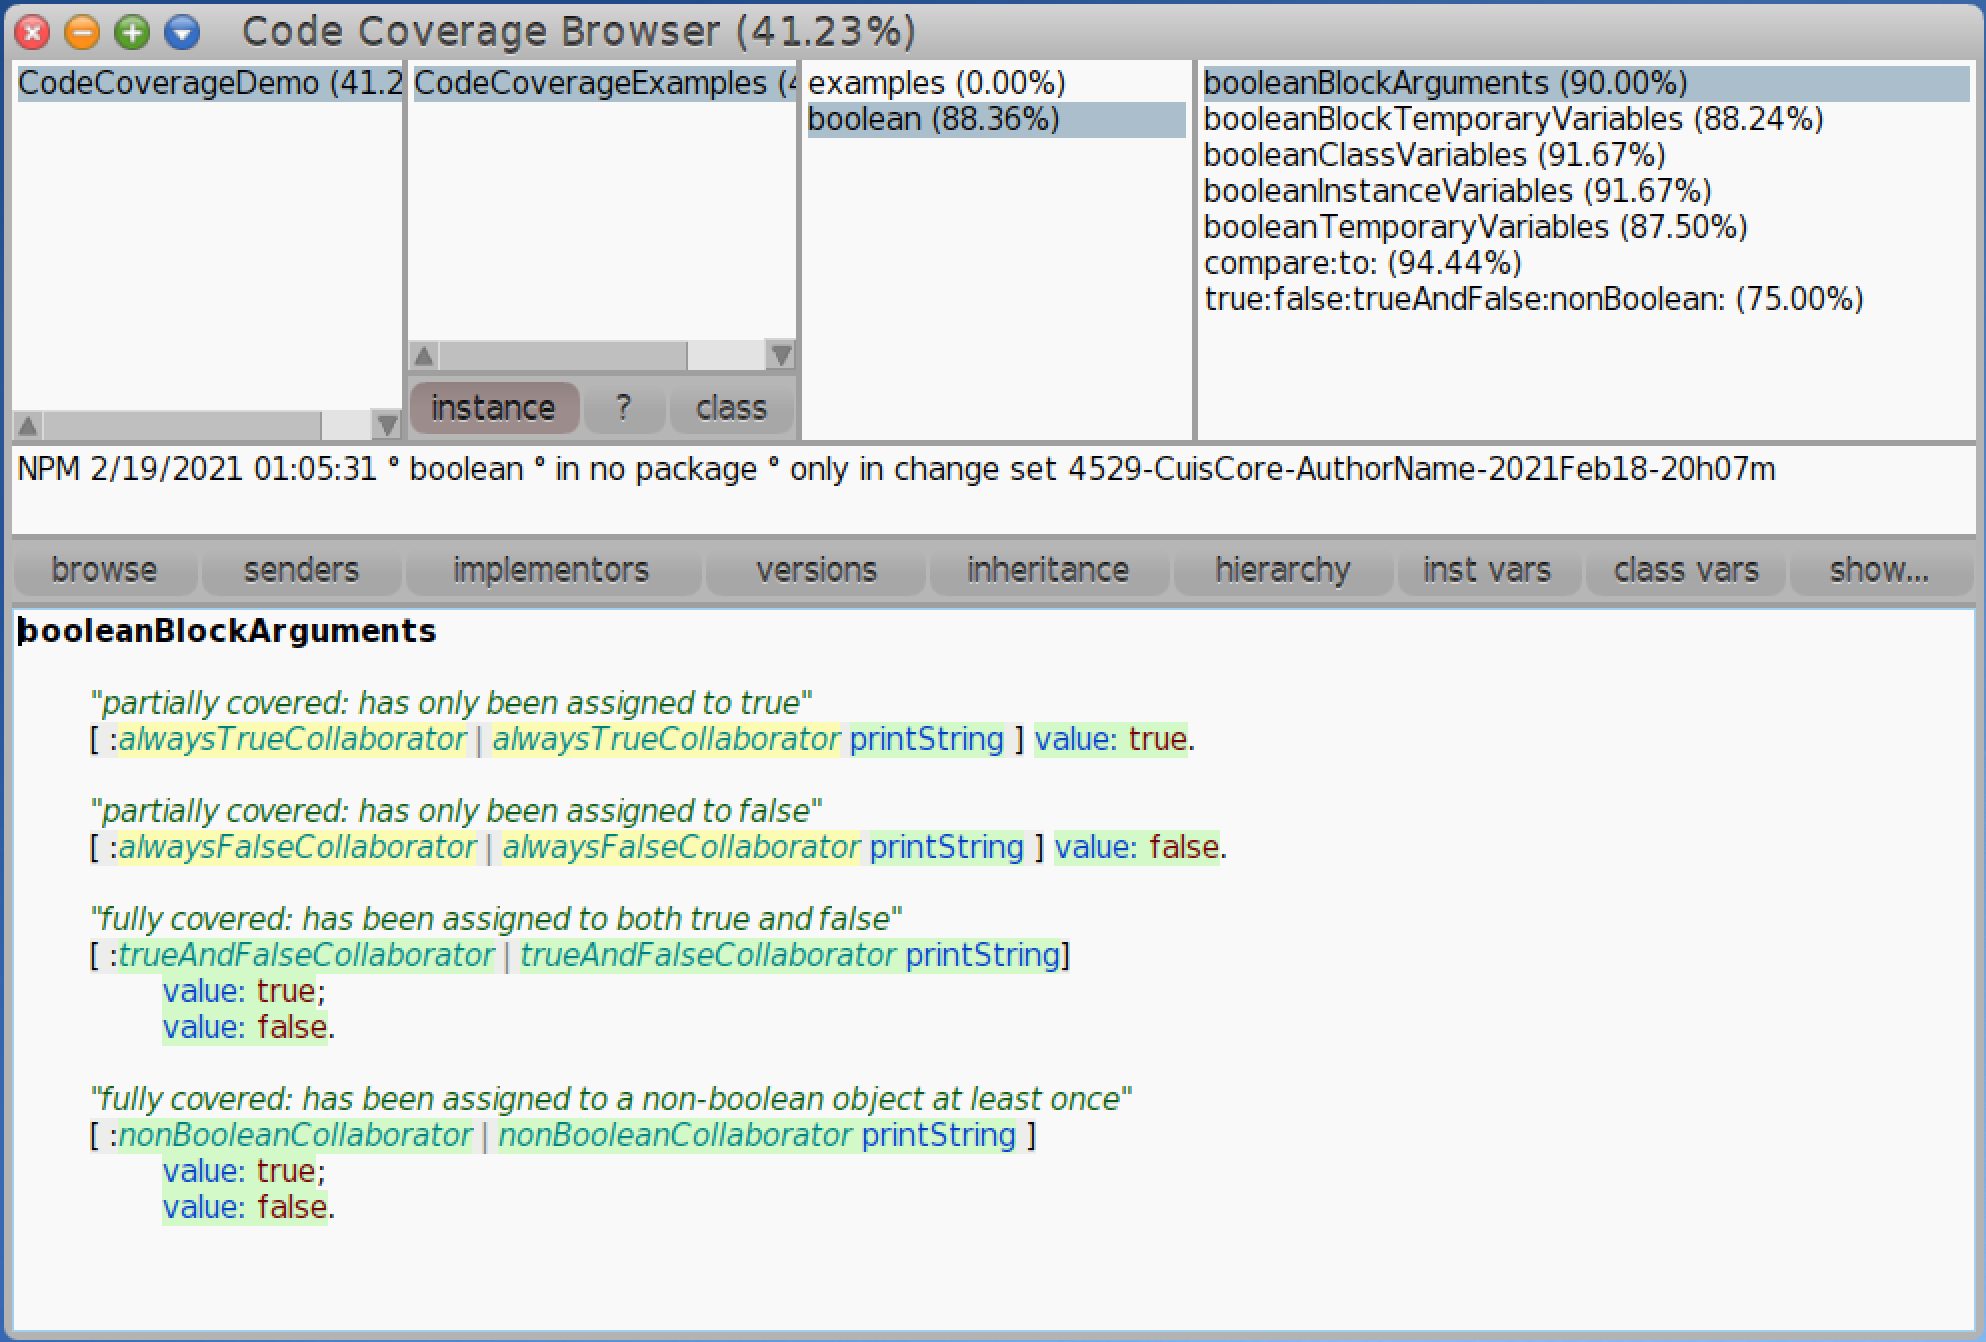 Code Coverage Browser (41.23%)
CodeCoverageDemo (41.2
CodeCoverageExamples (4
instance ? class
examples (0.00%)
boolean (88.36%)
booleanBlockArguments (90.00%)
booleanBlockTemporaryVariables (88.24%)
booleanClassVariables (91.67%)
booleanInstanceVariables (91.67%)
booleanTemporaryVariables (87.50%)
compare:to: (94.44%)
true:false:trueAndFalse:nonBoolean: (75.00%)
NPM 2/19/2021 01:05:31 ° boolean ° in no package ° only in change set 4529-CuisCore-AuthorName-2021Feb18-20h07m
browse senders implementors versions inheritance hierarchy inst vars class vars show...
booleanBlockArguments
"partially covered: has only been assigned to true"
[ :alwaysTrueCollaborator | alwaysTrueCollaborator printString ] value: true.
"partially covered: has only been assigned to false"
[ :alwaysFalseCollaborator | alwaysFalseCollaborator printString ] value: false.
"fully covered: has been assigned to both true and false"
[ :trueAndFalseCollaborator | trueAndFalseCollaborator printString]
value: true;
value: false.
"fully covered: has been assigned to a non-boolean object at least once"
[ :nonBooleanCollaborator | nonBooleanCollaborator printString ]
value: true;
value: false.